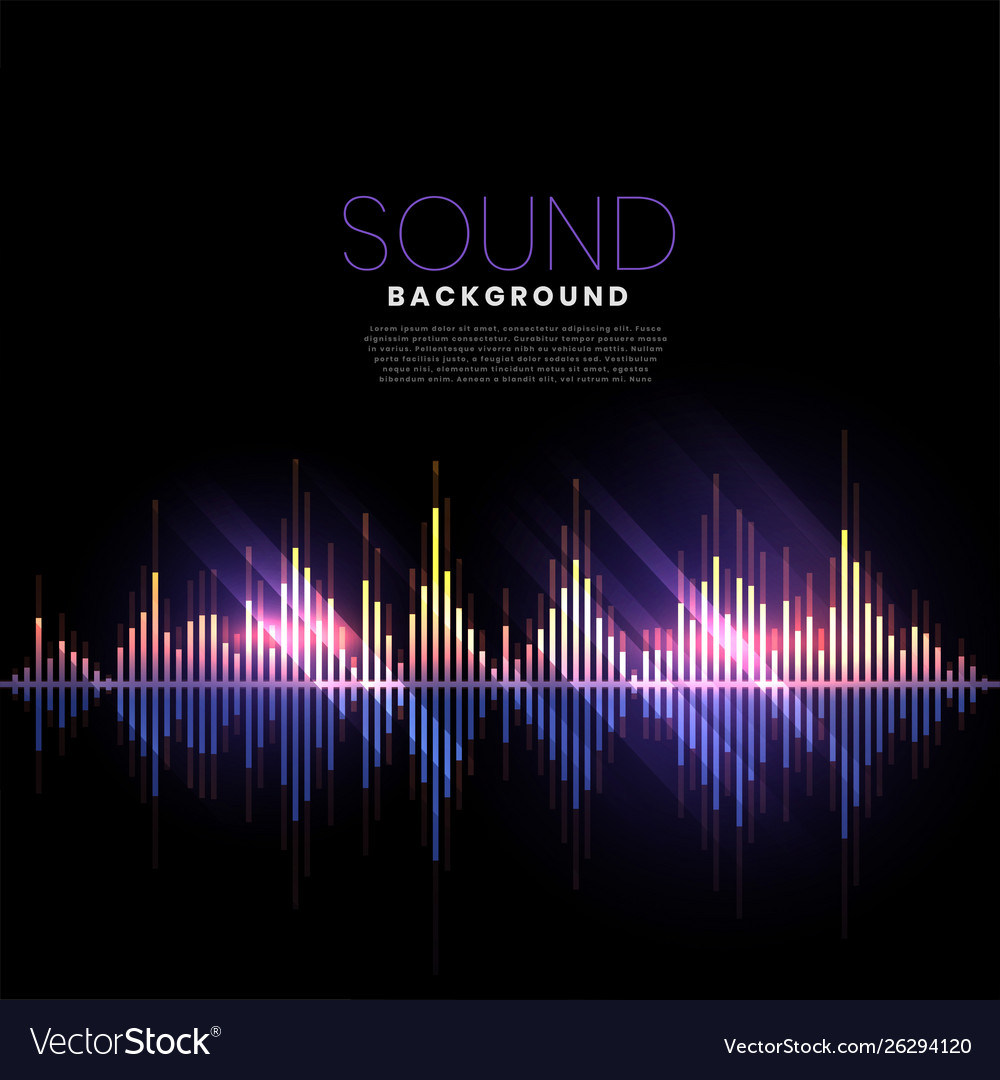 SOUND
BACKGROUND
Lorem ipsum dolor sit amet, consectetur adipiscing elit. Fusce
dignissim pretium consectetur. Curabitur tempor posuere massa
in varius. Pellentesque viverra nibh eu vehicula mattis. Nullam
porta facilisis justo, a feugiat dolor sodales sed. Vestibulum
neque nisi, elementum tincidunt metus sit amet, egestas
bibendum enim. Aenean a blandit elit, vel rutrum mi. Nunc
VectorStock®
VectorStock.com/26294120